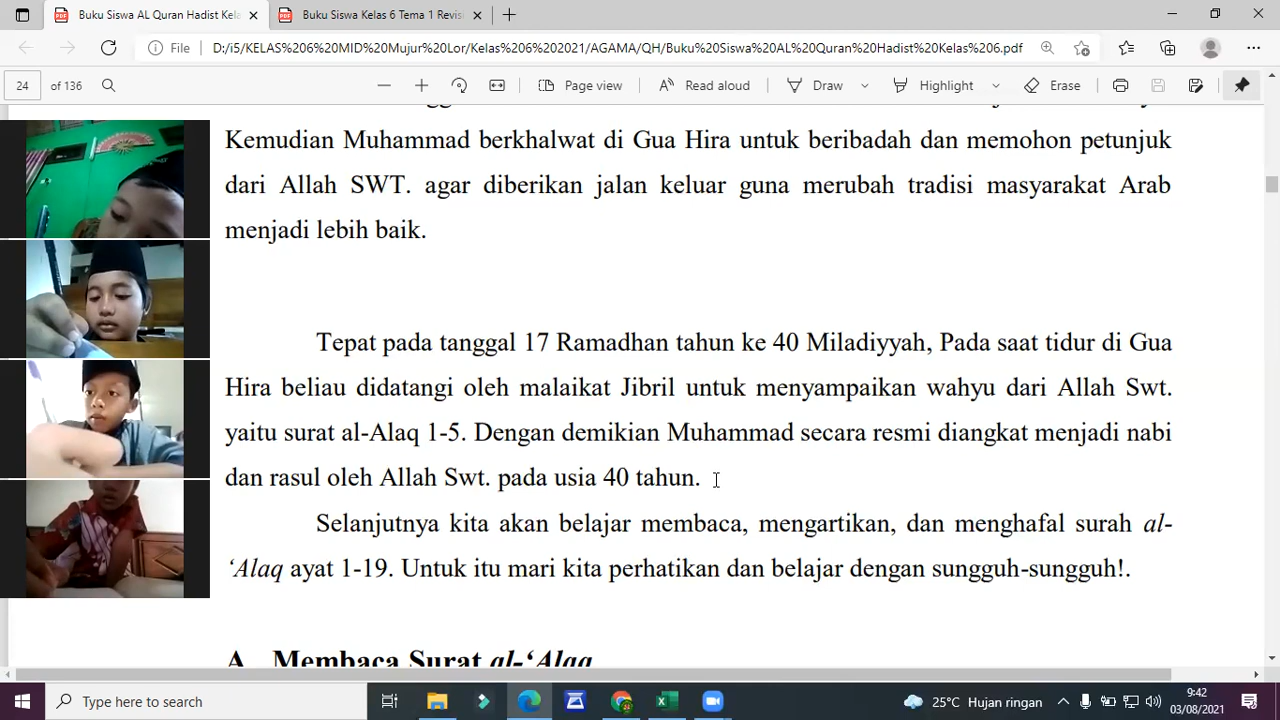 Buku Siswa AL Quran Hadist Kela
Buku Siswa Kelas 6 Tema 1 Revis
File D:/i5/KELAS%206%20MID%20Mujur%20Lor/Kelas%206%202021/AGAMA/QH/Buku%20Siswa%20AL%20Quran%20Hadist%20Kelas%206.pdf
24 of 136 Page view Read aloud Draw Highlight Erase
Kemudian Muhammad berkhalwat di Gua Hira untuk beribadah dan memohon petunjuk
dari Allah SWT. agar diberikan jalan keluar guna merubah tradisi masyarakat Arab
menjadi lebih baik.
Tepat pada tanggal 17 Ramadhan tahun ke 40 Miladiyyah, Pada saat tidur di Gua
Hira beliau didatangi oleh malaikat Jibril untuk menyampaikan wahyu dari Allah Swt.
yaitu surat al-Alaq 1-5. Dengan demikian Muhammad secara resmi diangkat menjadi nabi
dan rasul oleh Allah Swt. pada usia 40 tahun.
Selanjutnya kita akan belajar membaca, mengartikan, dan menghafal surah al-
‘Alaq ayat 1-19. Untuk itu mari kita perhatikan dan belajar dengan sungguh-sungguh!.
A. Membaca Surat al-‘Alaq
Type here to search
25°C Hujan ringan
9:42
03/08/2021